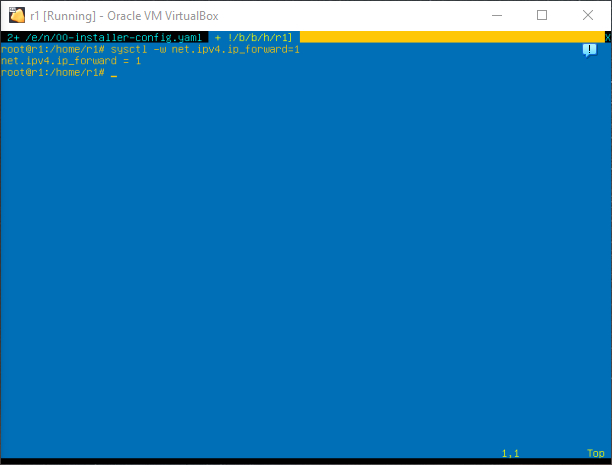 r1 [Running] - Oracle VM VirtualBox
2+ /e/n/00-installer-config.yaml + !/b/b/h/r1] X
root@r1:/home/r1# sysctl -w net.ipv4.ip_forward=1
net.ipv4.ip_forward = 1
root@r1:/home/r1# _
1,1 Top